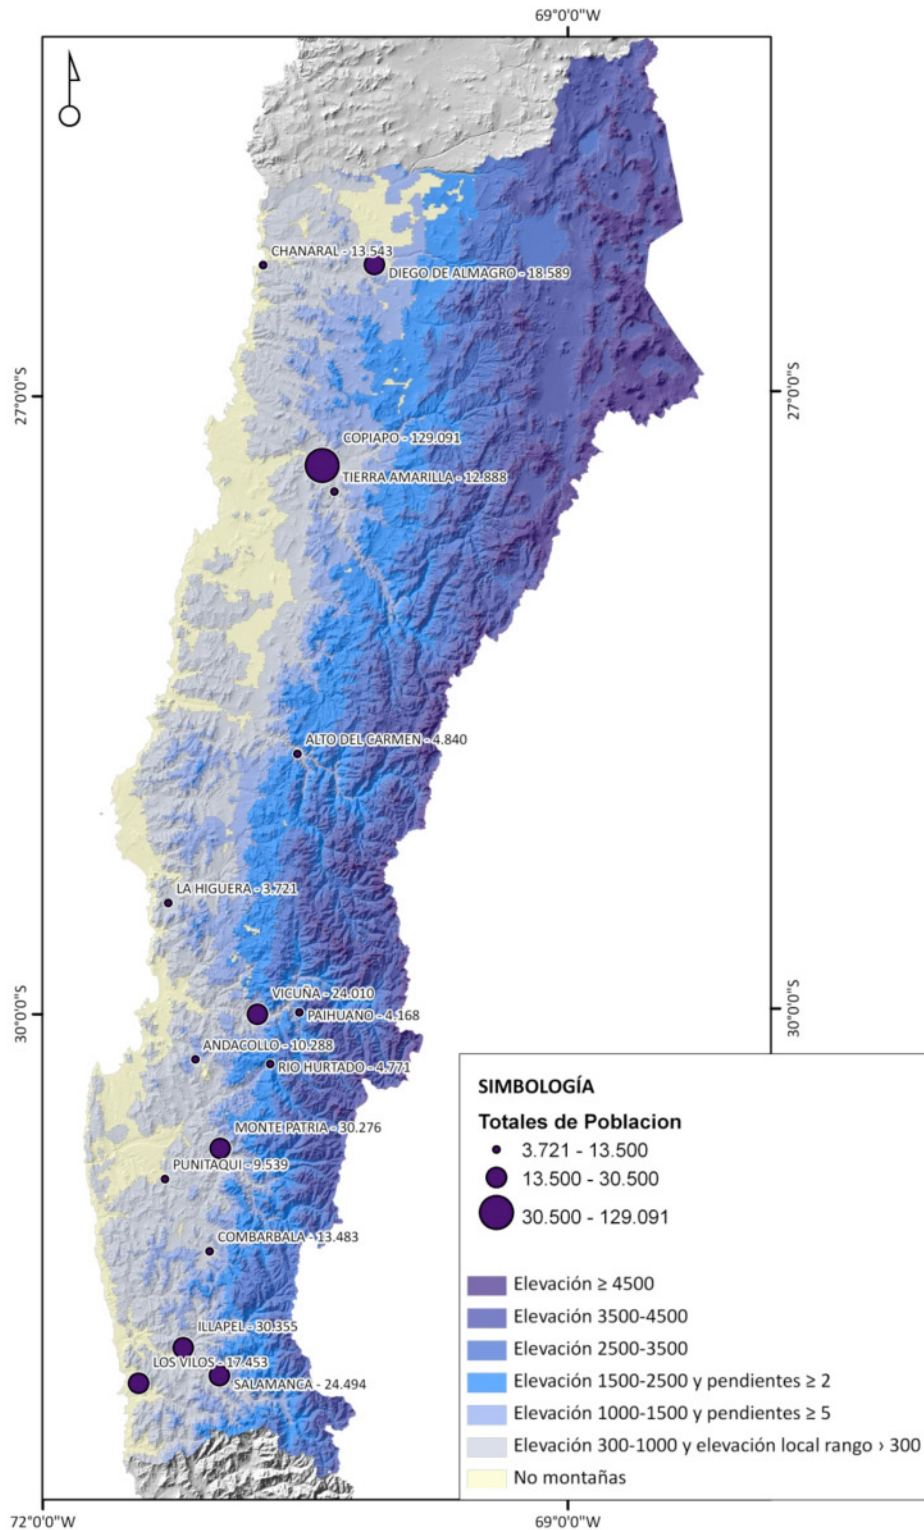 69°0'0"W
27°0'0"S
27°0'0"S
CHANARAL - 13.543
DIEGO DE ALMAGRO - 18.589
COPIAPO - 129.091
TIERRA AMARILLA - 12.888
ALTO DEL CARMEN - 4.840
LA HIGUERA - 3.721
30°0'0"S
30°0'0"S
VICUÑA - 24.010
PAIHUANO - 4.168
ANDACOLLO - 10.288
RIO HURTADO - 4.771
MONTE PATRIA - 30.276
PUNITAQUI - 9.539
COMBARBALA - 13.483
ILLAPEL - 30.355
LOS VILOS - 17.453
SALAMANCA - 24.494
SIMBOLOGÍA
Totales de Poblacion
3.721 - 13.500
13.500 - 30.500
30.500 - 129.091
Elevación ≥ 4500
Elevación 3500-4500
Elevación 2500-3500
Elevación 1500-2500 y pendientes ≥ 2
Elevación 1000-1500 y pendientes ≥ 5
Elevación 300-1000 y elevación local rango › 300
No montañas
72°0'0"W
69°0'0"W